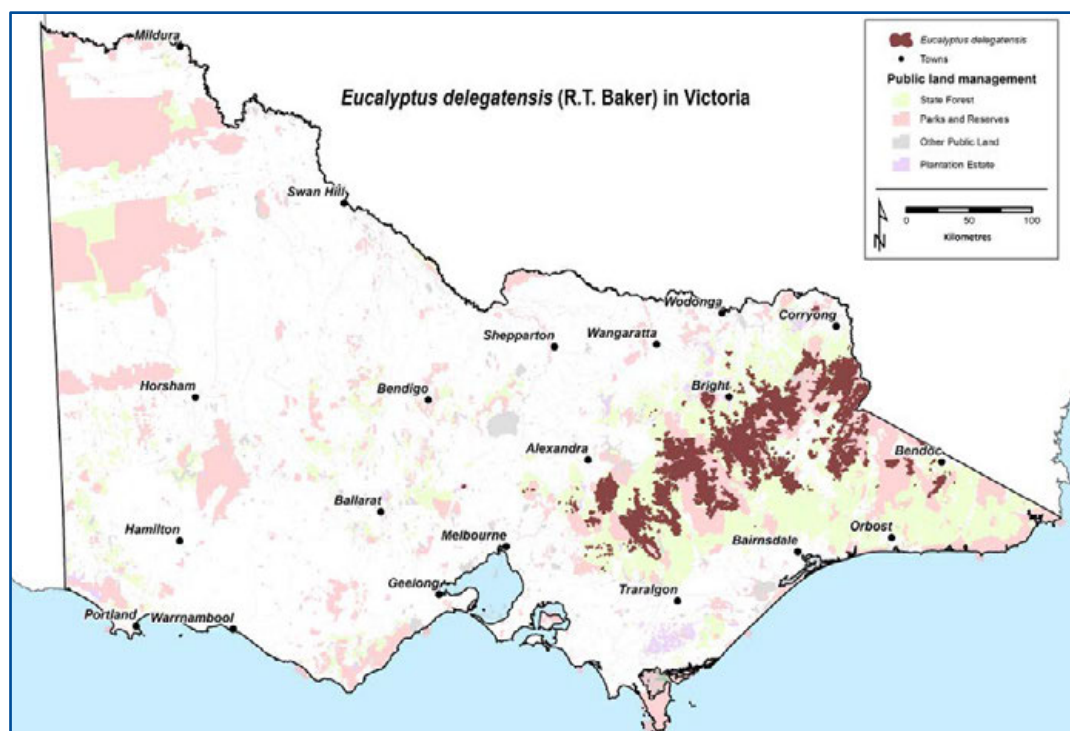 Eucalyptus delegatensis (R.T. Baker) in Victoria
Eucalyptus delegatensis
Towns
Public land management
State Forest
Parks and Reserves
Other Public Land
Plantation Estate
0 50 100
Kilometres
N
Mildura
Swan Hill
Wodonga
Corryong
Shepparton
Wangaratta
Horsham
Bendigo
Bright
Alexandra
Bendoc
Ballarat
Hamilton
Melbourne
Bairnsdale
Orbost
Geelong
Traralgon
Portland
Warrnambool